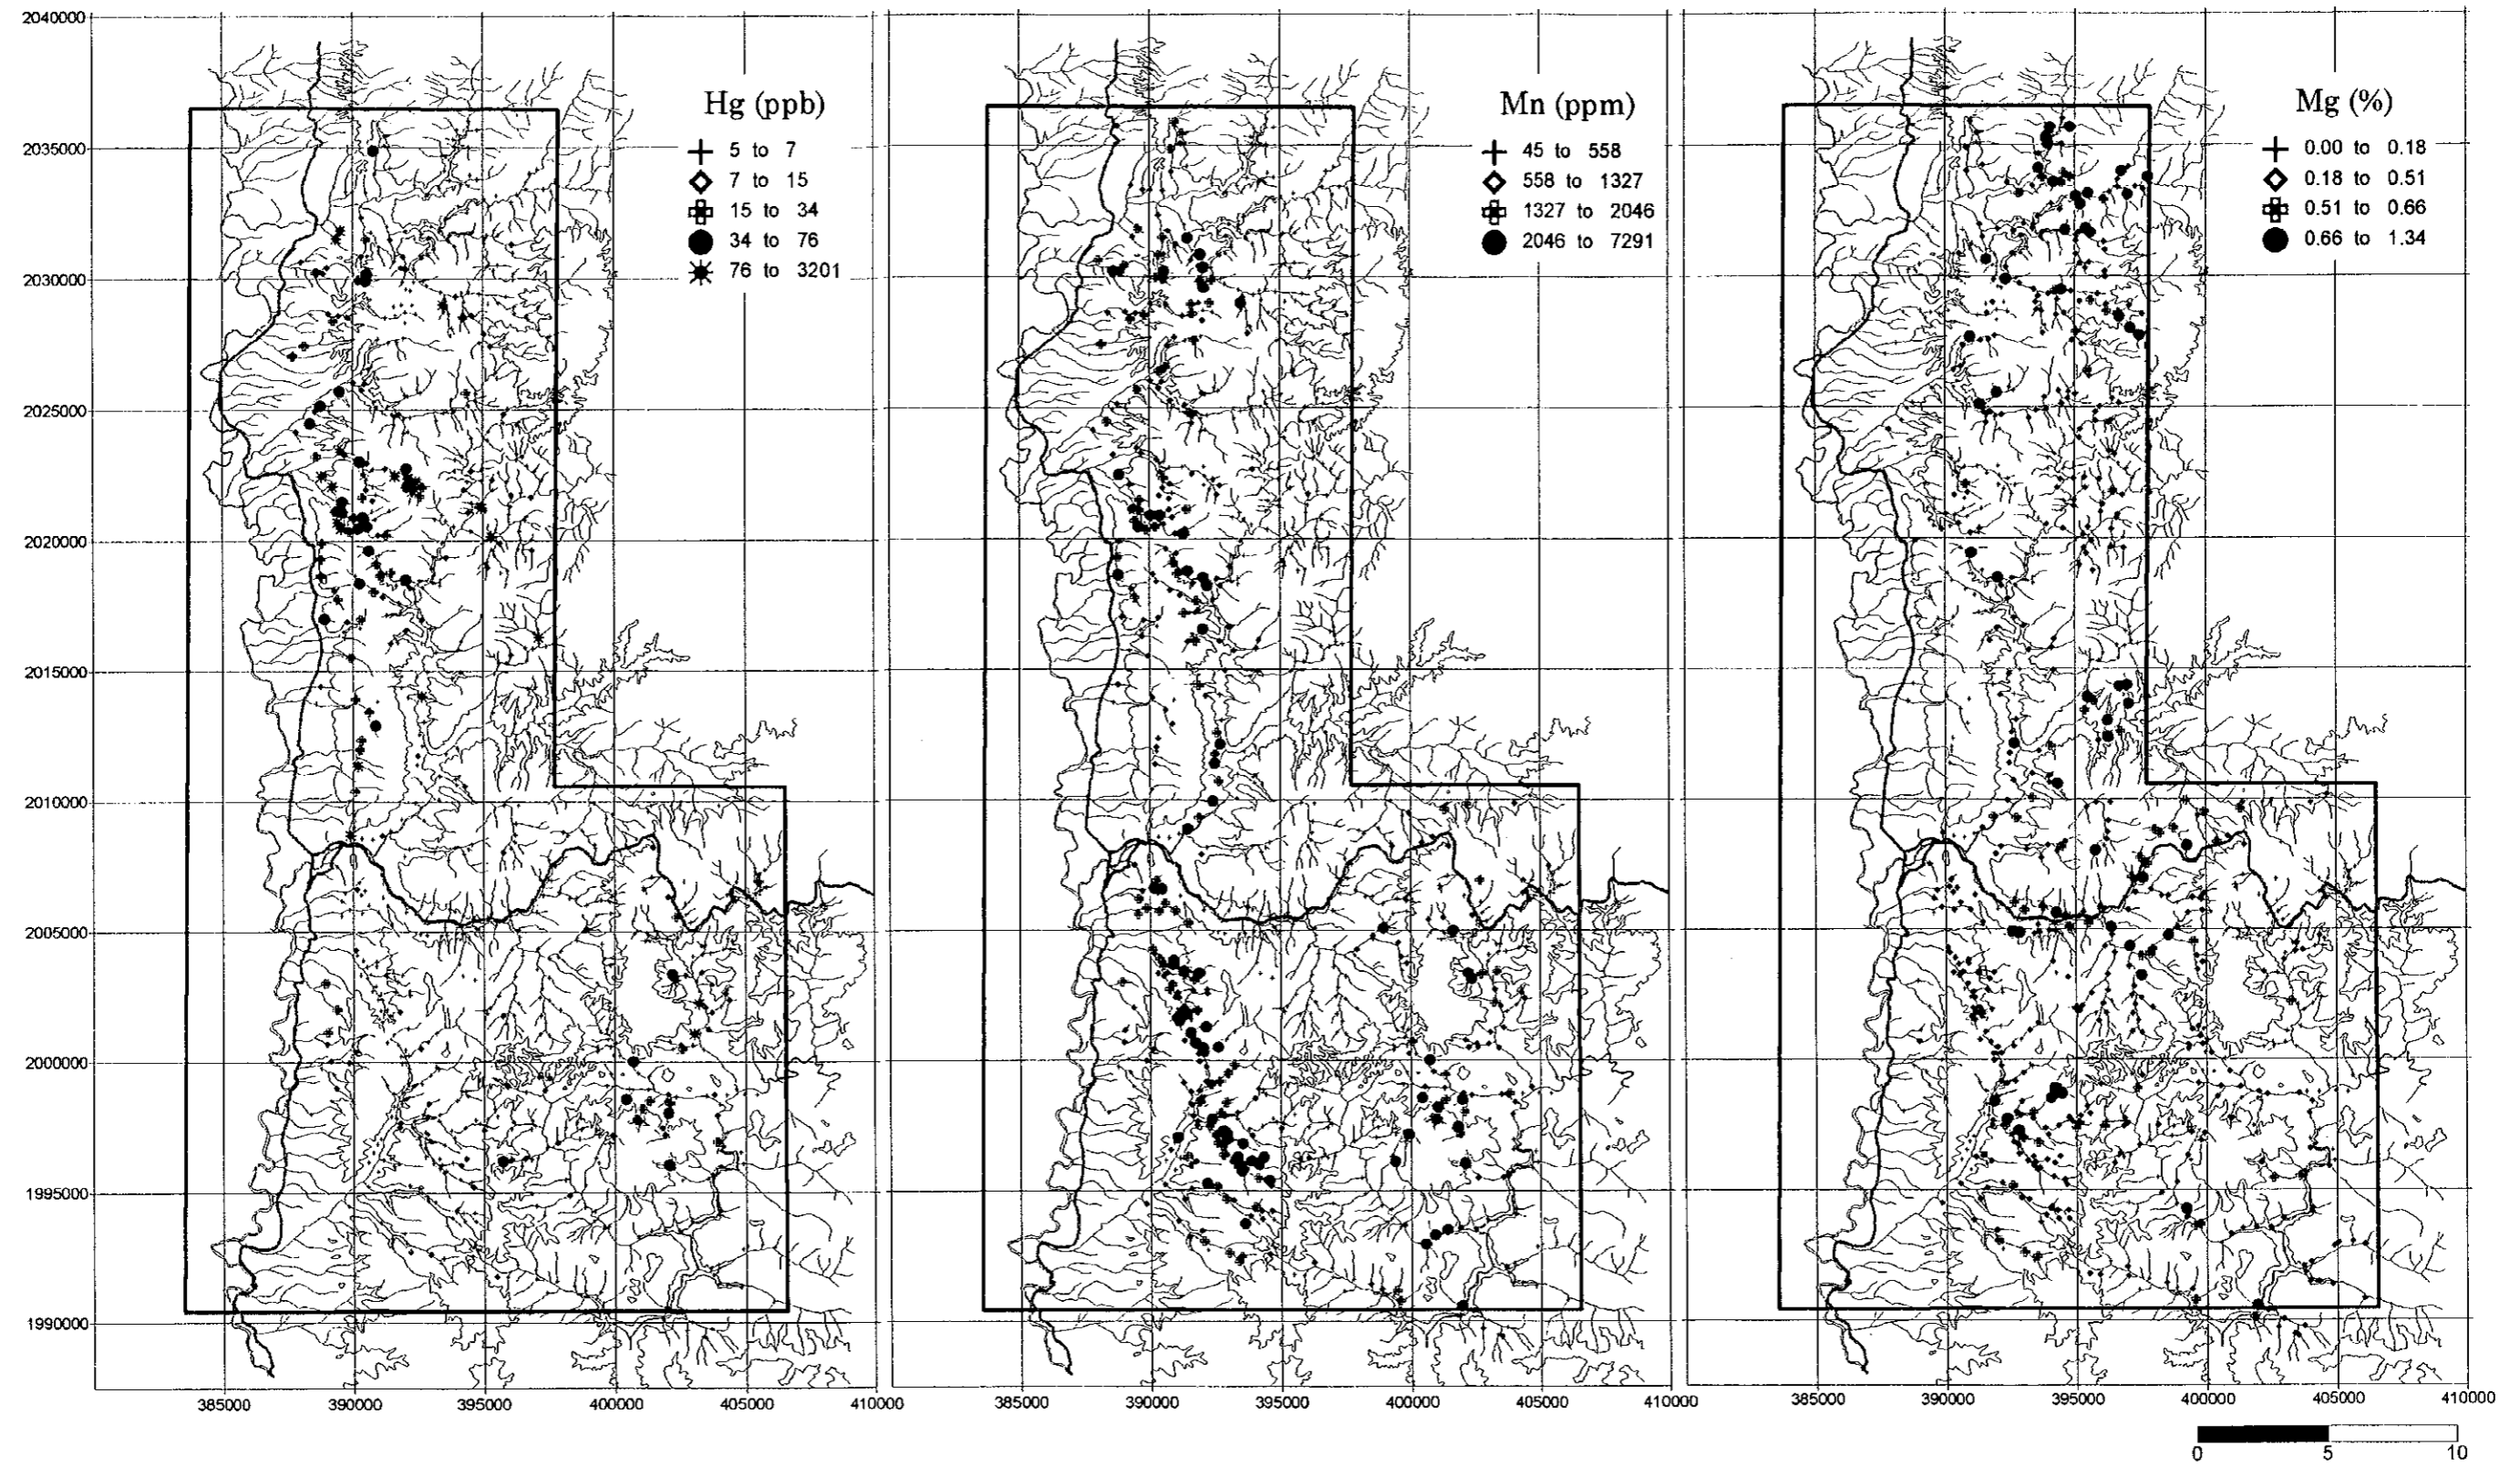 2040000
2035000
2030000
2025000
2020000
2015000
2010000
2005000
2000000
1995000
1990000
Hg (ppb)
5 to 7
7 to 15
15 to 34
34 to 76
76 to 3201
385000 390000 395000 400000 405000 410000
Mn (ppm)
45 to 558
558 to 1327
1327 to 2046
2046 to 7291
385000 390000 395000 400000 405000 410000
Mg (%)
0.00 to 0.18
0.18 to 0.51
0.51 to 0.66
0.66 to 1.34
385000 390000 395000 400000 405000 410000
0 5 10